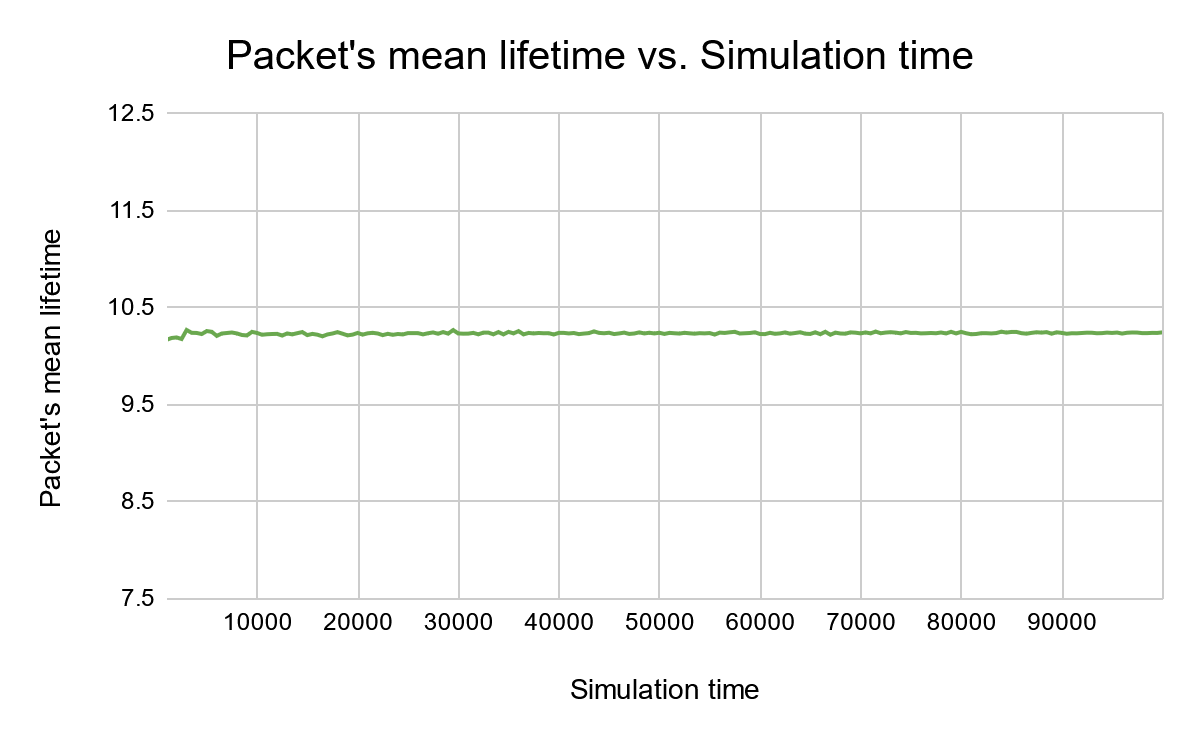 Packet's mean lifetime vs. Simulation time
12.5
11.5
10.5
9.5
8.5
7.5
Packet's mean lifetime
10000 20000 30000 40000 50000 60000 70000 80000 90000
Simulation time